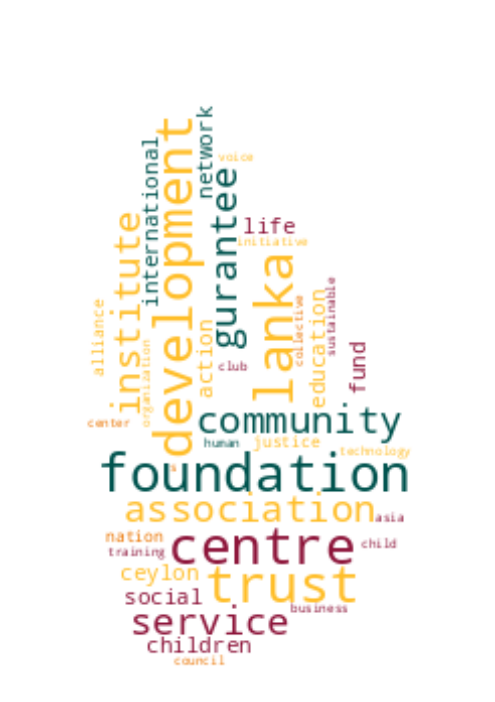 network
voice
international
development
gurantee
institute
life
initiative
lanka
sustainable
collective
education
alliance
action
organization
fund
club
center
community
human
justice
technology
foundation
association
asia
nation
centre
child
training
ceylon
trust
social
business
service
children
council